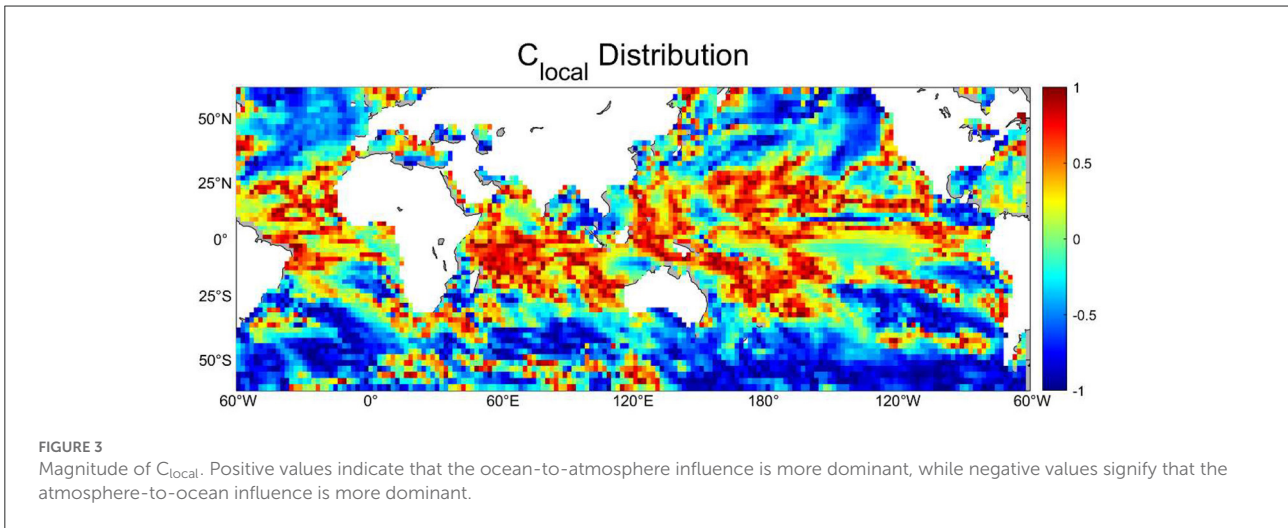 C_local Distribution
50°N
25°N
0°
25°S
50°S
60°W
0°
60°E
120°E
180°
120°W
60°W
1
0.5
0
-0.5
-1
FIGURE 3
Magnitude of C_local. Positive values indicate that the ocean-to-atmosphere influence is more dominant, while negative values signify that the
atmosphere-to-ocean influence is more dominant.